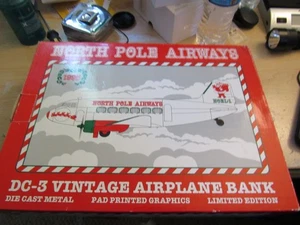 NORTH POLE AIRWAYS
NORTH POLE AIRWAYS
DC-3 VINTAGE AIRPLANE BANK
DIE CAST METAL PAD PRINTED GRAPHICS LIMITED EDITION